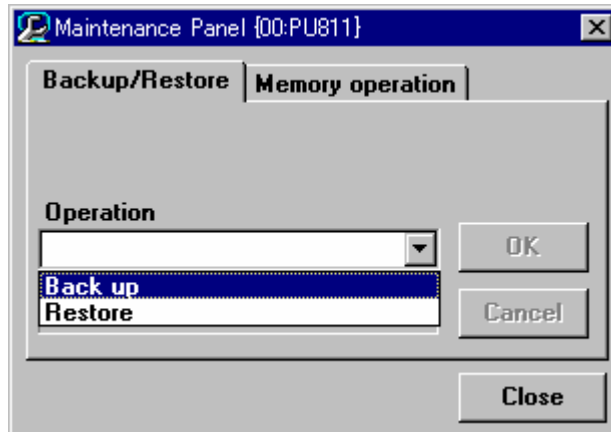 Maintenance Panel {00:PU811}
Backup/Restore
Memory operation
Operation
OK
Back up
Restore
Cancel
Close